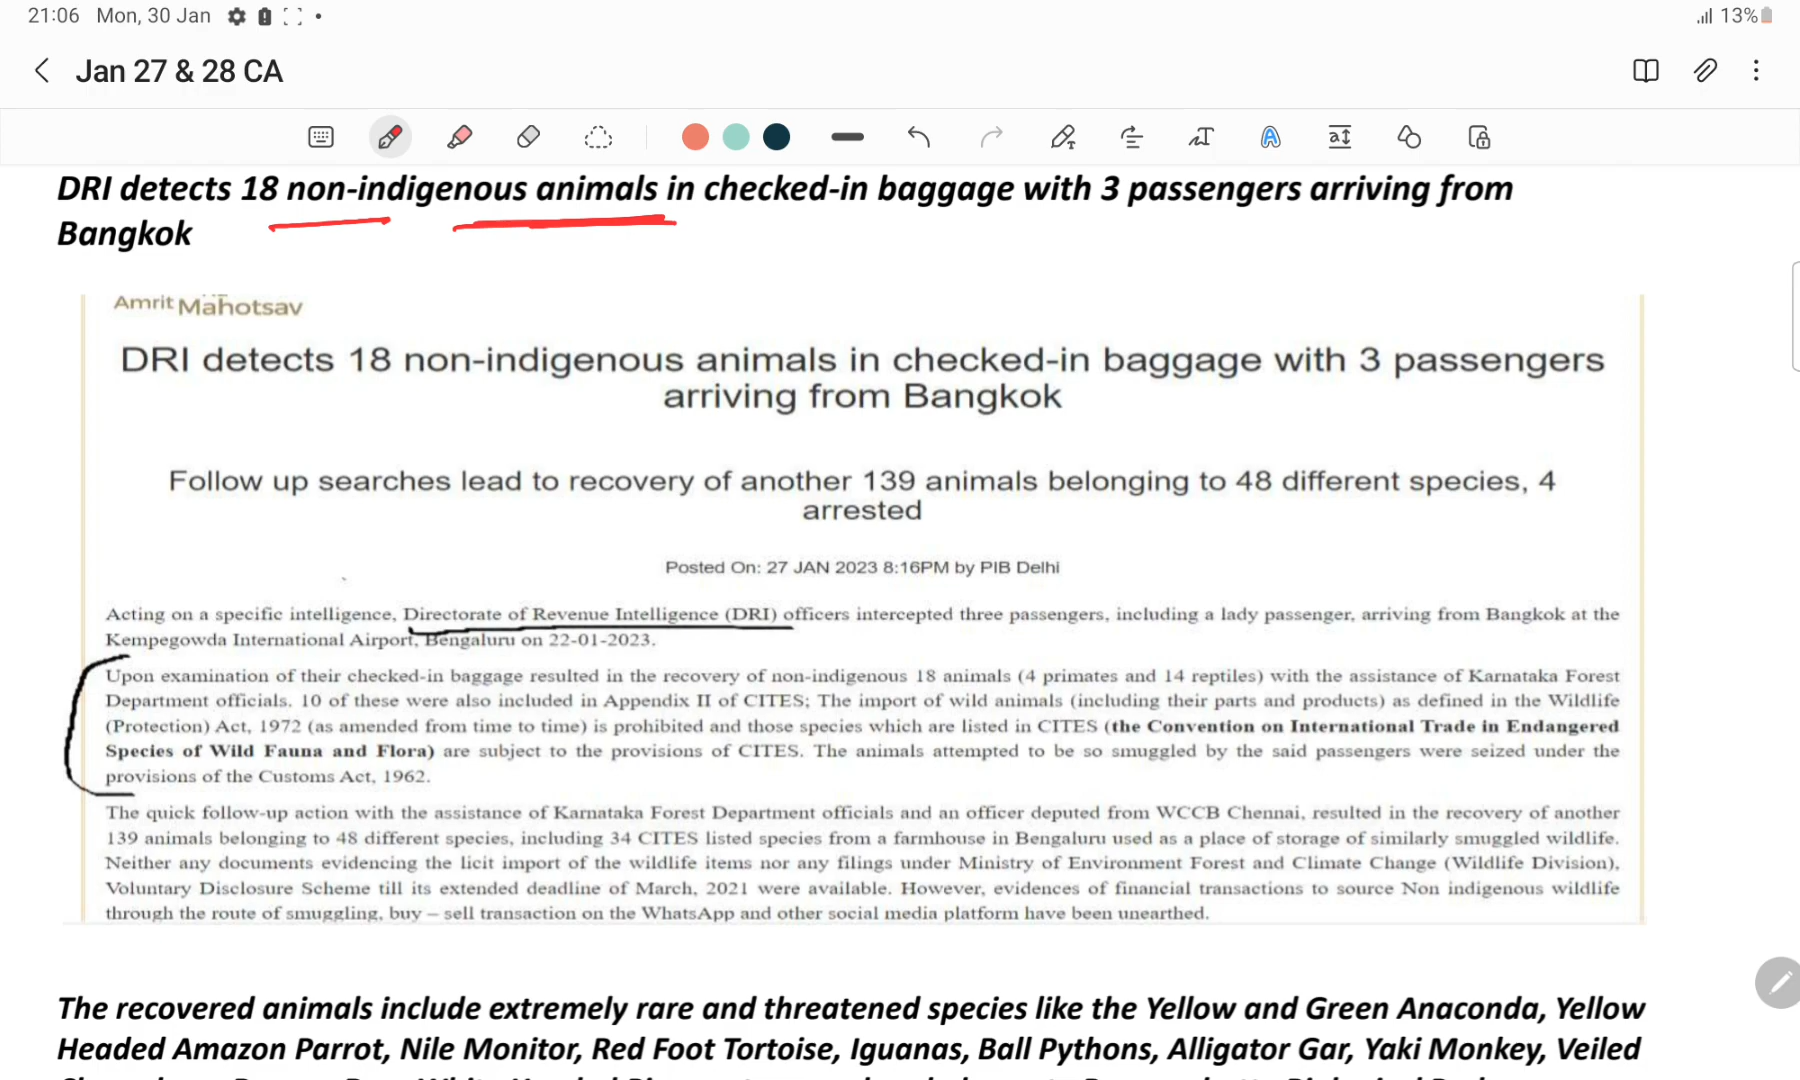 21:06 Mon, 30 Jan
13%
Jan 27 & 28 CA
DRI detects 18 non-indigenous animals in checked-in baggage with 3 passengers arriving from
Bangkok
Amrit Mahotsav
DRI detects 18 non-indigenous animals in checked-in baggage with 3 passengers
arriving from Bangkok
Follow up searches lead to recovery of another 139 animals belonging to 48 different species, 4
arrested
Posted On: 27 JAN 2023 8:16PM by PIB Delhi
Acting on a specific intelligence, Directorate of Revenue Intelligence (DRI) officers intercepted three passengers, including a lady passenger, arriving from Bangkok at the
Kempegowda International Airport, Bengaluru on 22-01-2023.
Upon examination of their checked-in baggage resulted in the recovery of non-indigenous 18 animals (4 primates and 14 reptiles) with the assistance of Karnataka Forest
Department officials. 10 of these were also included in Appendix II of CITES; The import of wild animals (including their parts and products) as defined in the Wildlife
(Protection) Act, 1972 (as amended from time to time) is prohibited and those species which are listed in CITES (the Convention on International Trade in Endangered
Species of Wild Fauna and Flora) are subject to the provisions of CITES. The animals attempted to be so smuggled by the said passengers were seized under the
provisions of the Customs Act, 1962.
The quick follow-up action with the assistance of Karnataka Forest Department officials and an officer deputed from WCCB Chennai, resulted in the recovery of another
139 animals belonging to 48 different species, including 34 CITES listed species from a farmhouse in Bengaluru used as a place of storage of similarly smuggled wildlife.
Neither any documents evidencing the licit import of the wildlife items nor any filings under Ministry of Environment Forest and Climate Change (Wildlife Division),
Voluntary Disclosure Scheme till its extended deadline of March, 2021 were available. However, evidences of financial transactions to source Non indigenous wildlife
through the route of smuggling, buy – sell transaction on the WhatsApp and other social media platform have been unearthed.
The recovered animals include extremely rare and threatened species like the Yellow and Green Anaconda, Yellow
Headed Amazon Parrot, Nile Monitor, Red Foot Tortoise, Iguanas, Ball Pythons, Alligator Gar, Yaki Monkey, Veiled